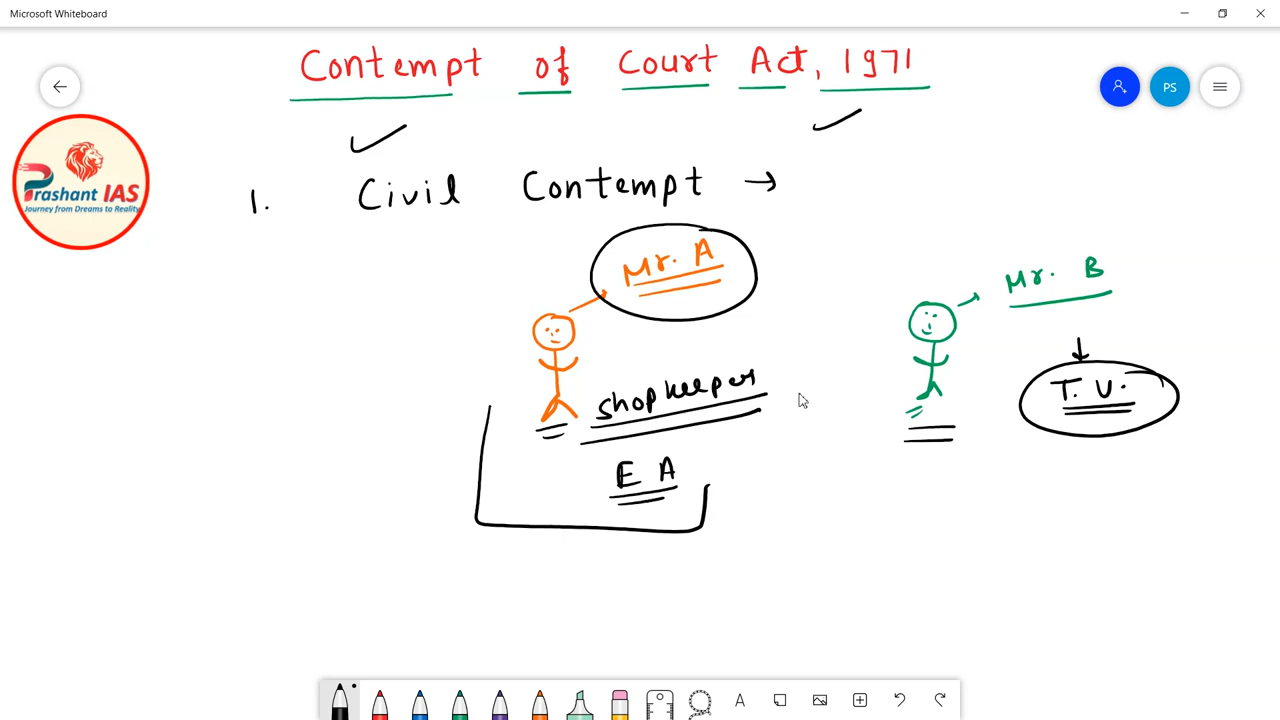 Microsoft Whiteboard
Contempt of Court Act, 1971
PS
Prashant IAS
Journey from Dreams to Reality
1. Civil Contempt →
Mr. A
Mr. B
shopkeeper
T. V.
E A
A